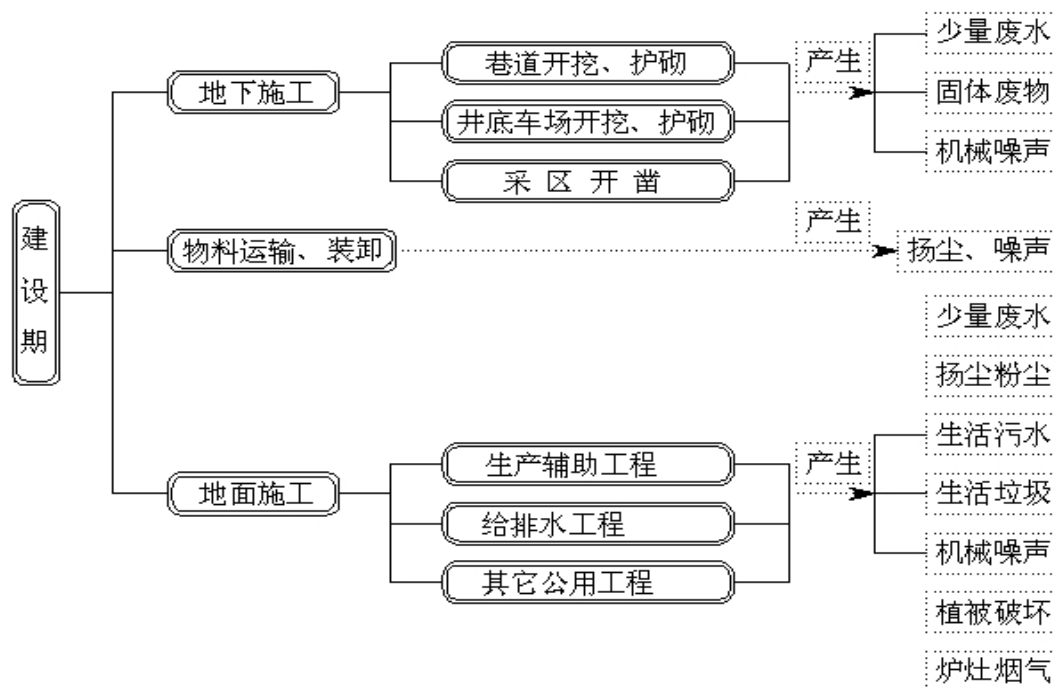 建设期
地下施工
巷道开挖、护砌
井底车场开挖、护砌
采区开凿
产生
少量废水
固体废物
机械噪声
物料运输、装卸
产生
扬尘、噪声
地面施工
生产辅助工程
给排水工程
其它公用工程
产生
少量废水
扬尘粉尘
生活污水
生活垃圾
机械噪声
植被破坏
炉灶烟气